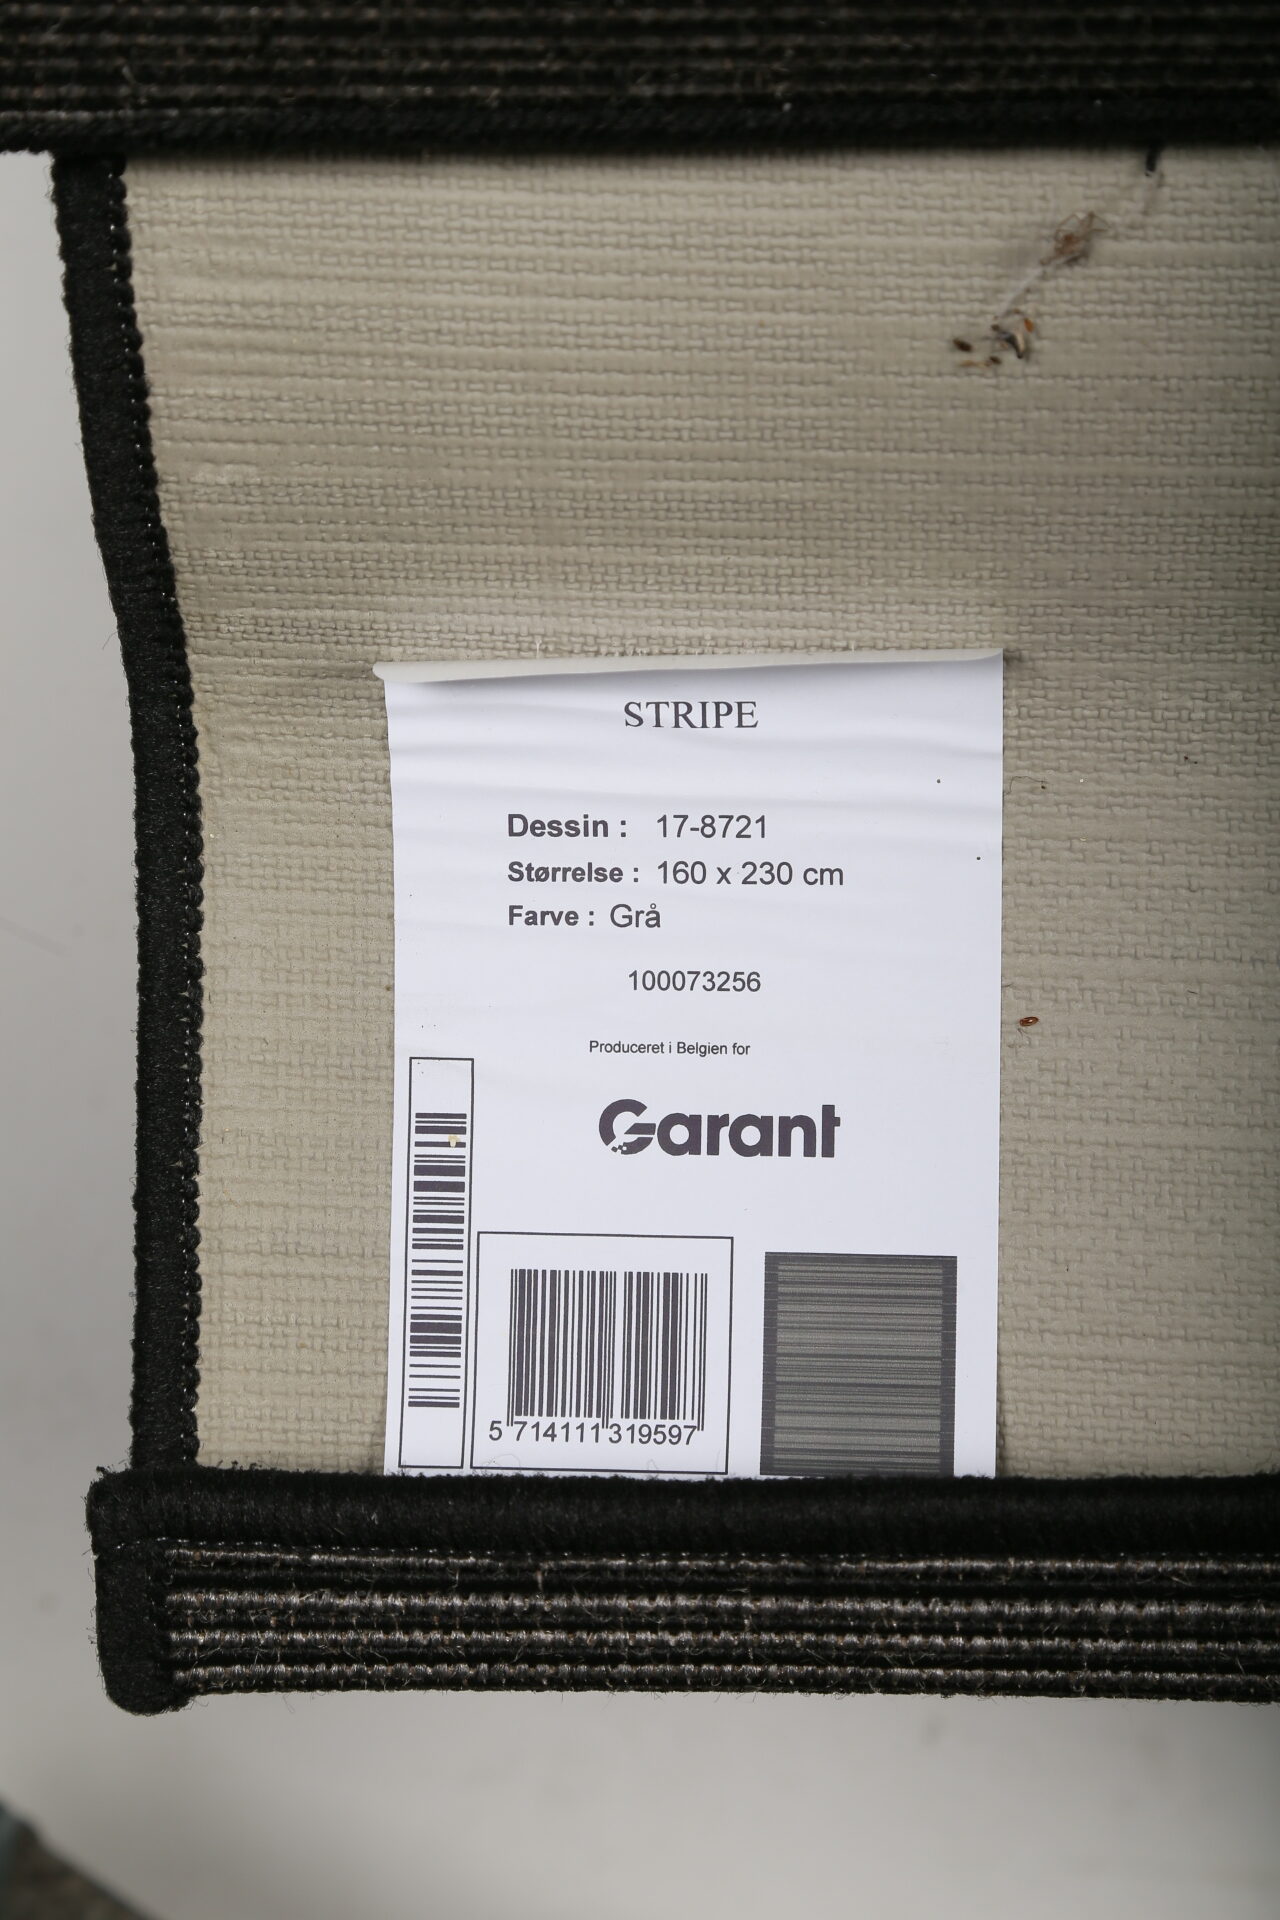 STRIPE
Dessin : 17-8721
Størrelse : 160 x 230 cm
Farve : Grå
100073256
Produceret i Belgien for
Garant
5 714111 319597